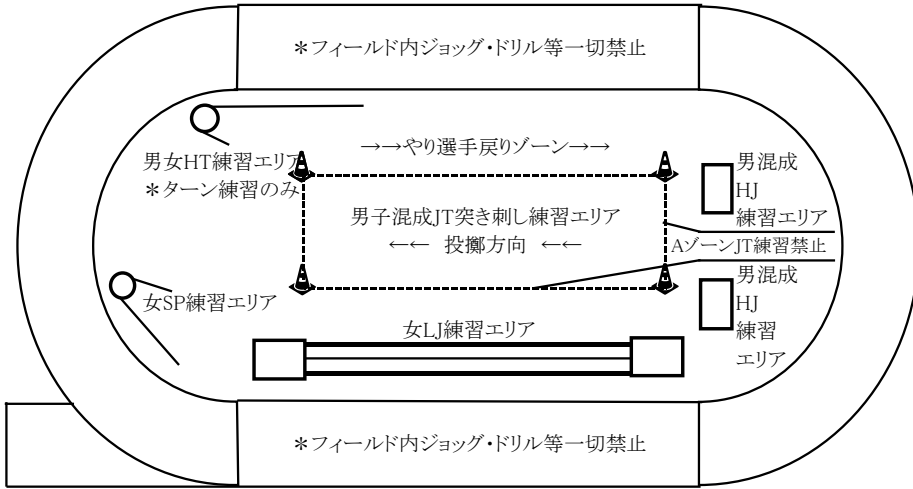 ＊フィールド内ジョッグ・ドリル等一切禁止
→→やり選手戻りゾーン→→
男女HT練習エリア
＊ターン練習のみ
男混成
HJ
練習エリア
男子混成JT突き刺し練習エリア
←← 投擲方向 ←←
AゾーンJT練習禁止
男混成
HJ
練習
エリア
女SP練習エリア
女LJ練習エリア
＊フィールド内ジョッグ・ドリル等一切禁止